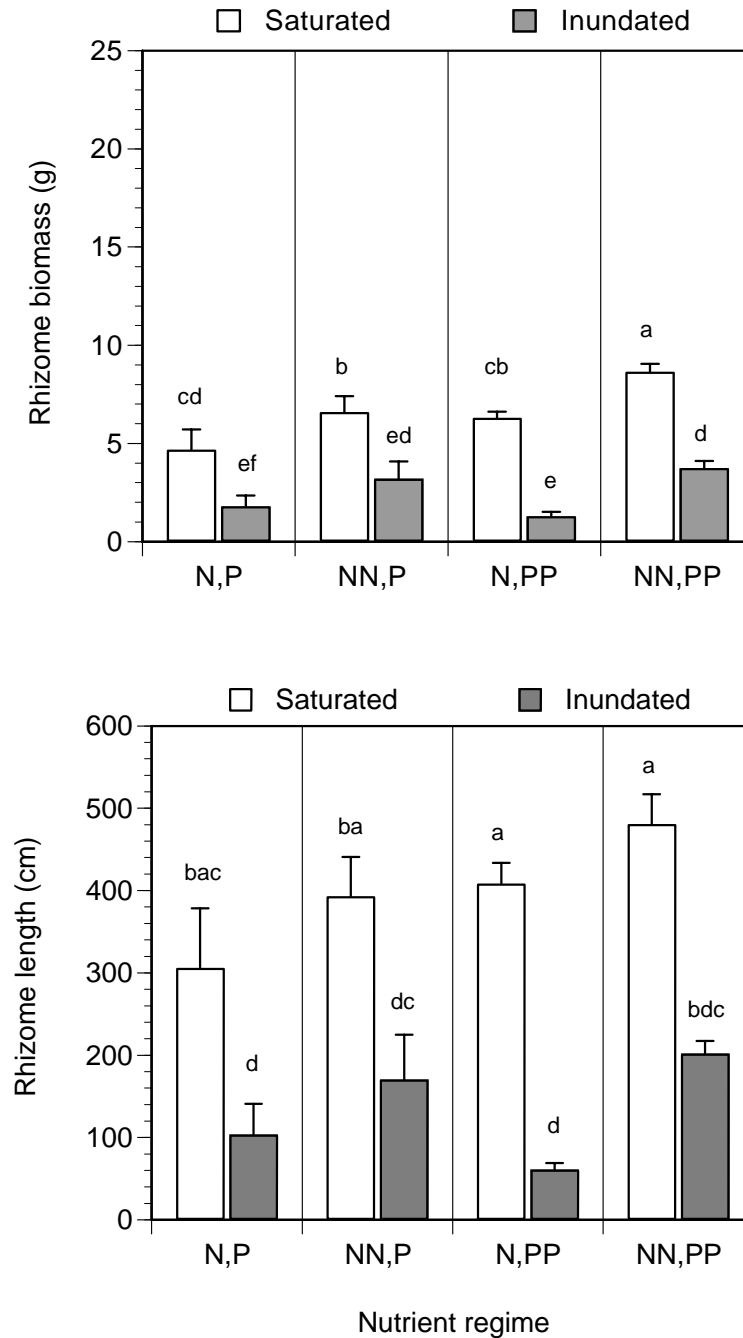 Saturated Inundated
25
20
15
10
5
0
Rhizome biomass (g)
cd ef b ed cb e a d
N,P NN,P N,PP NN,PP
Saturated Inundated
600
500
400
300
200
100
0
Rhizome length (cm)
bac d ba dc a d a bdc
N,P NN,P N,PP NN,PP
Nutrient regime